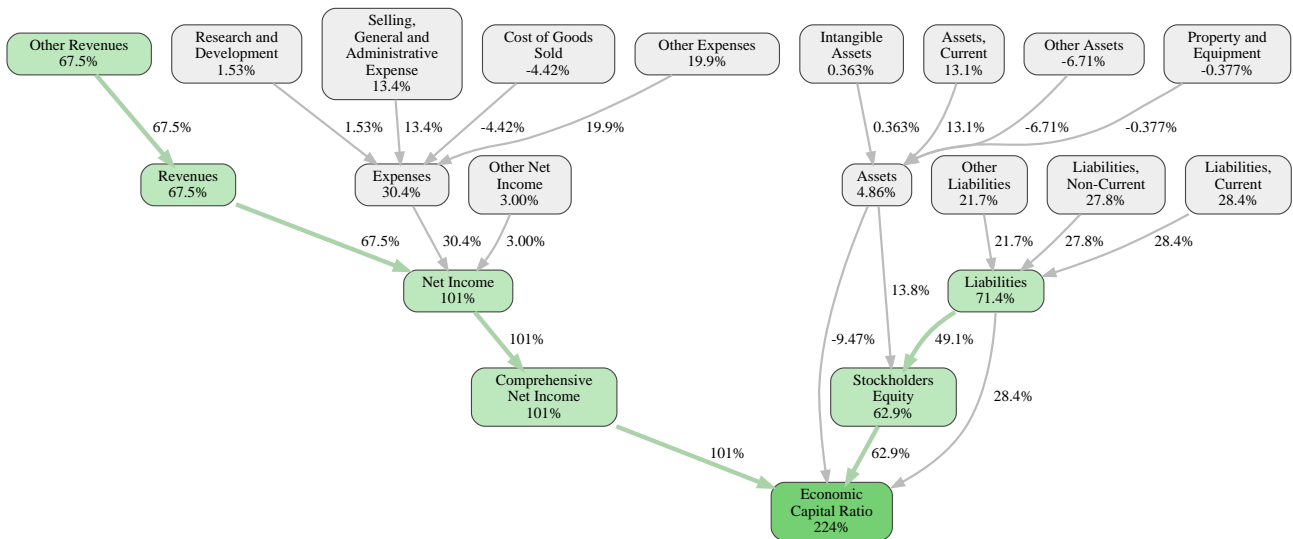 Other Revenues
67.5%
Research and
Development
1.53%
Selling,
General and
Administrative
Expense
13.4%
Cost of Goods
Sold
-4.42%
Other Expenses
19.9%
Intangible
Assets
0.363%
Assets,
Current
13.1%
Other Assets
-6.71%
Property and
Equipment
-0.377%
67.5%
1.53%
13.4%
-4.42%
19.9%
0.363%
13.1%
-6.71%
-0.377%
Revenues
67.5%
Expenses
30.4%
Other Net
Income
3.00%
Assets
4.86%
Other
Liabilities
21.7%
Liabilities,
Non-Current
27.8%
Liabilities,
Current
28.4%
67.5%
30.4%
3.00%
21.7%
27.8%
28.4%
Net Income
101%
13.8%
Liabilities
71.4%
101%
-9.47%
49.1%
Comprehensive
Net Income
101%
Stockholders
Equity
62.9%
28.4%
101%
62.9%
Economic
Capital Ratio
224%